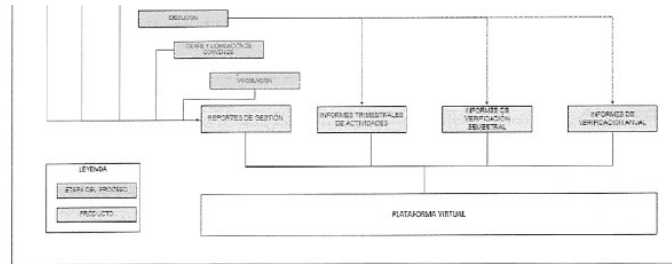 EJECUCIÓN
CIERRE Y LIQUIDACIÓN DE
CONVENIOS
REPORTES DE GESTIÓN
INFORMES TRIMESTRALES
DE ACTIVIDADES
INFORMES DE
VERIFICACIÓN
SEMESTRAL
INFORMES DE
VERIFICACIÓN ANUAL
LEYENDA
ETAPA DEL PROCESO
PRODUCTO
PLATAFORMA VIRTUAL